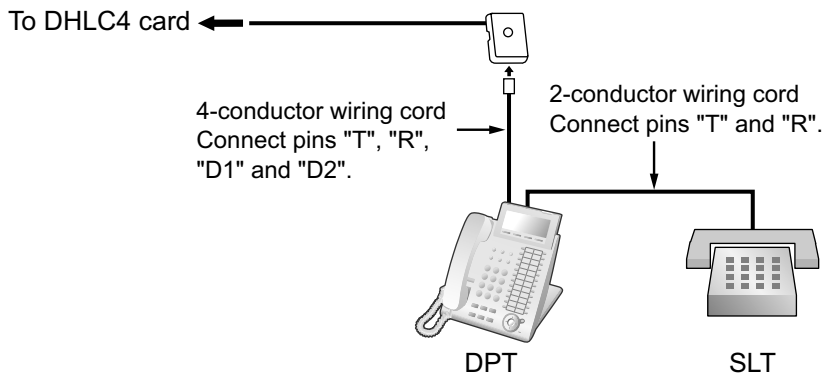 To DHLC4 card
4-conductor wiring cord
Connect pins "T", "R",
"D1" and "D2".
2-conductor wiring cord
Connect pins "T" and "R".
DPT
SLT